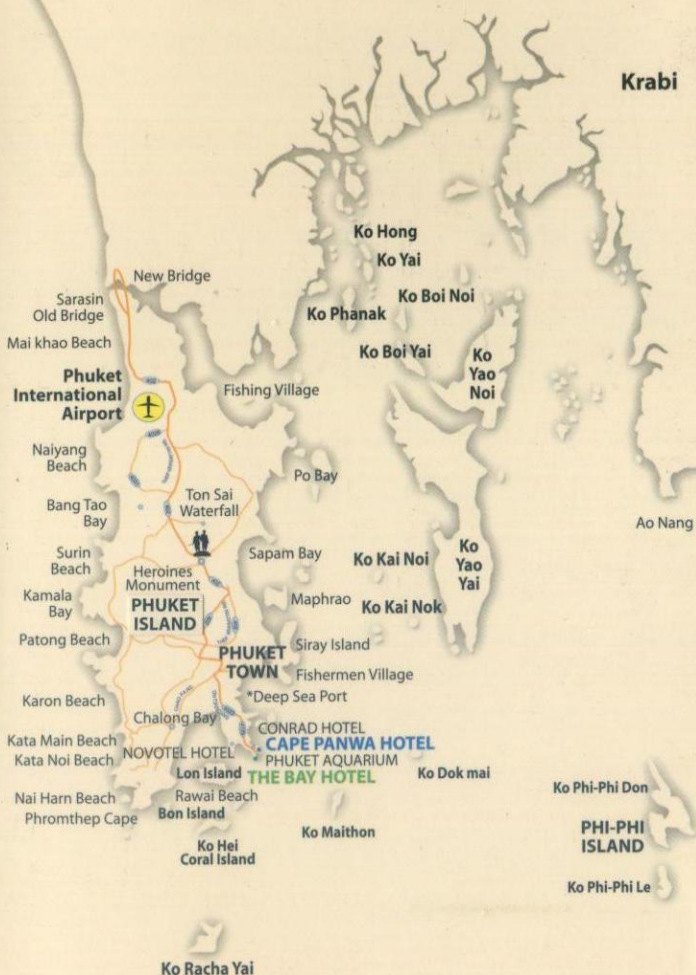 Krabi
Ko Hong
Ko Yai
Ko Boi Noi
Ko Phanak
Ko Boi Yai
Ko
Yao
Noi
New Bridge
Sarasin
Old Bridge
Mai khao Beach
Phuket
International
Airport
Fishing Village
Naiyang
Beach
Po Bay
Bang Tao
Bay
Ton Sai
Waterfall
Ao Nang
Surin
Beach
Sapam Bay
Ko Kai Noi
Ko
Yao
Yai
Heroines
Monument
Kamala
Bay
PHUKET
ISLAND
Maphrao
Ko Kai Nok
Patong Beach
Siray Island
PHUKET
TOWN
Fishermen Village
*Deep Sea Port
Karon Beach
Chalong Bay
CONRAD HOTEL
Kata Main Beach
CAPE PANWA HOTEL
Kata Noi Beach
NOVOTEL HOTEL
PHUKET AQUARIUM
Lon Island
THE BAY HOTEL
Ko Dok mai
Ko Phi-Phi Don
Nai Harn Beach
Rawai Beach
Phromthep Cape
Bon Island
Ko Maithon
PHI-PHI
ISLAND
Ko Hei
Coral Island
Ko Phi-Phi Le
Ko Racha Yai